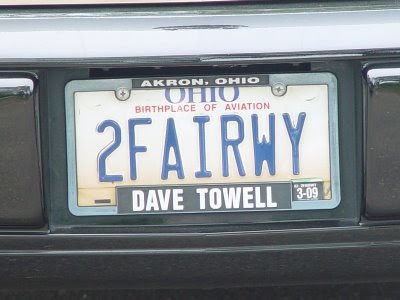 AKRON, OHIO
OHIO
BIRTHPLACE OF AVIATION
2FAIRWY
3-09
DAVE TOWELL